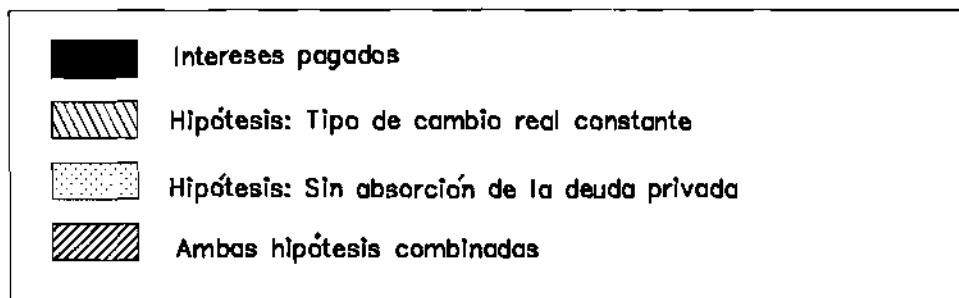 Intereses pagados
Hipótesis: Tipo de cambio real constante
Hipótesis: Sin absorción de la deuda privada
Ambas hipótesis combinadas